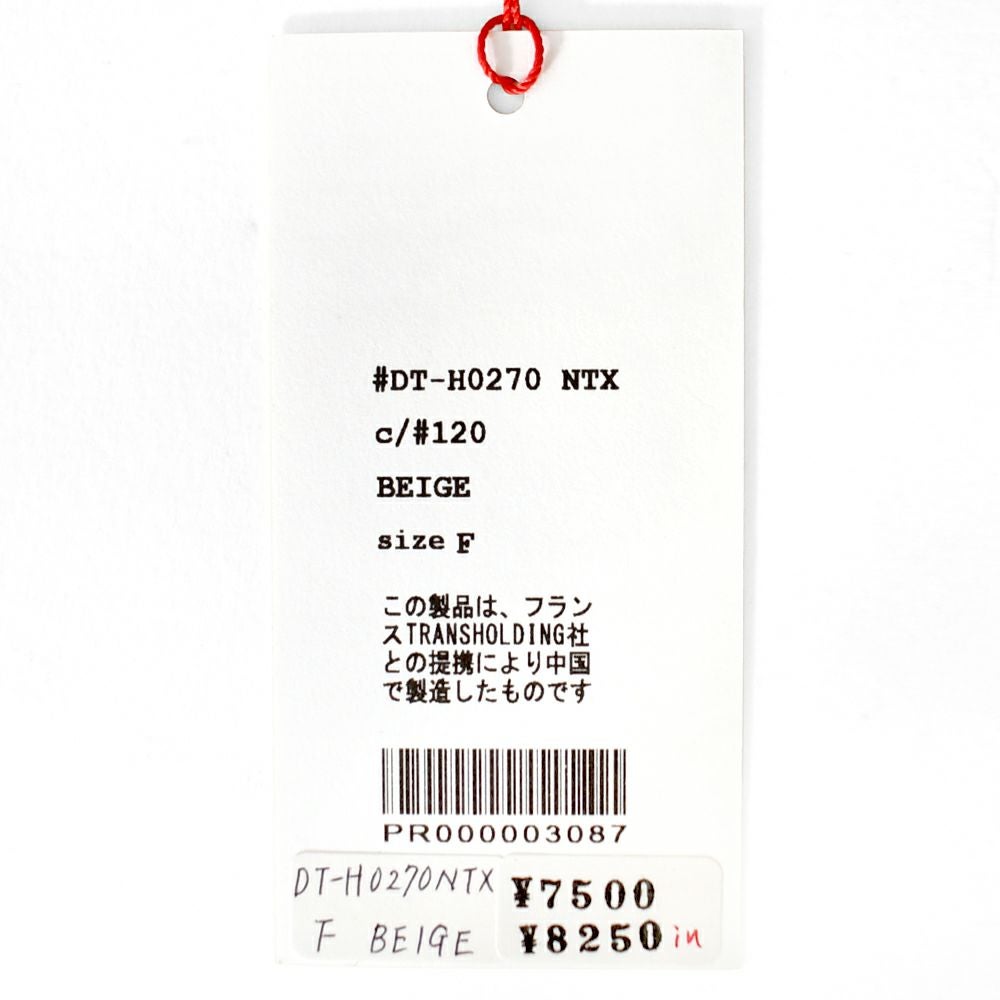 #DT-H0270 NTX
c/#120
BEIGE
size F
この製品は、フラン
スTRANSHOLDING社
との提携により中国
で製造したものです
PR000003087
DT-H0270NTX
F BEIGE
¥7500
¥8250 in